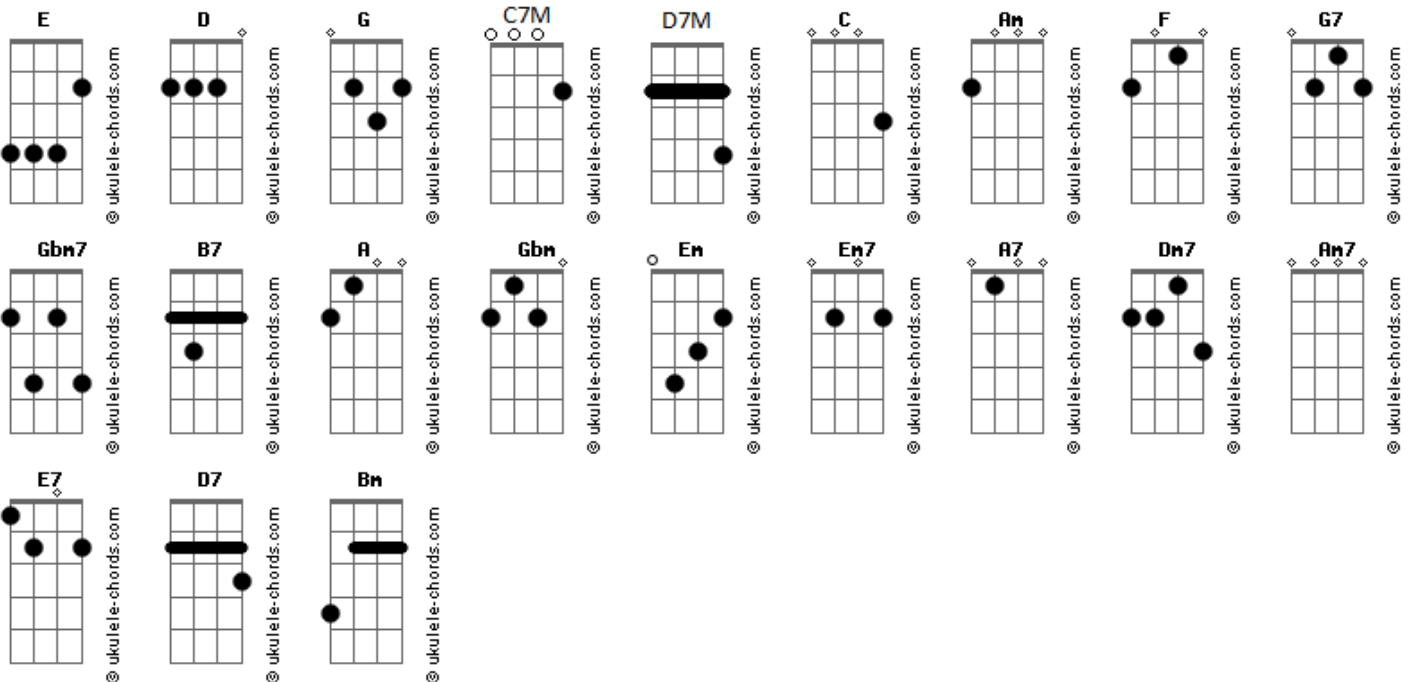 E D G C7M D7M C Am F G7
© ukulele-chords.com © ukulele-chords.com © ukulele-chords.com © ukulele-chords.com © ukulele-chords.com © ukulele-chords.com © ukulele-chords.com © ukulele-chords.com © ukulele-chords.com
Gbm7 B7 A Gbm Em Em7 A7 Dm7 Am7
© ukulele-chords.com © ukulele-chords.com © ukulele-chords.com © ukulele-chords.com © ukulele-chords.com © ukulele-chords.com © ukulele-chords.com © ukulele-chords.com © ukulele-chords.com
E7 D7 Bm
© ukulele-chords.com © ukulele-chords.com © ukulele-chords.com